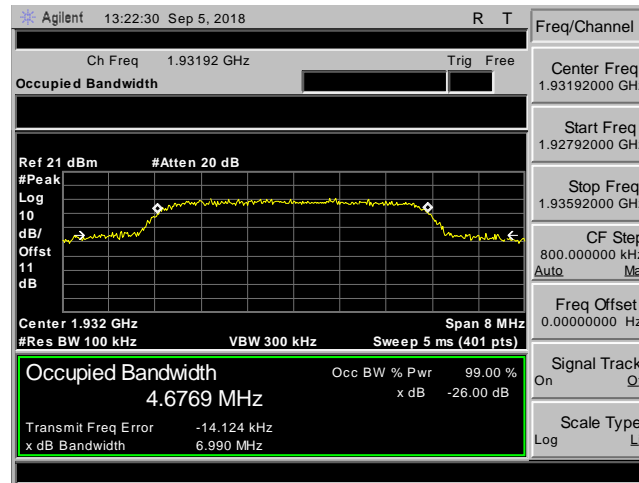 Agilent 13:22:30 Sep 5, 2018 R T
Freq/Channel
Ch Freq 1.93192 GHz Trig Free
Occupied Bandwidth
Center Freq
1.93192000 GH
Start Freq
1.92792000 GH
Stop Freq
1.93592000 GH
CF Step
800.000000 kHz
Auto Ma
Freq Offset
0.00000000 Hz
Signal Track
On O
Scale Type
Log L
Ref 21 dBm #Atten 20 dB
#Peak
Log
10
dB/
Offst
11
dB
Center 1.932 GHz Span 8 MHz
#Res BW 100 kHz VBW 300 kHz Sweep 5 ms (401 pts)
Occupied Bandwidth Occ BW % Pwr 99.00 %
4.6769 MHz x dB -26.00 dB
Transmit Freq Error -14.124 kHz
x dB Bandwidth 6.990 MHz